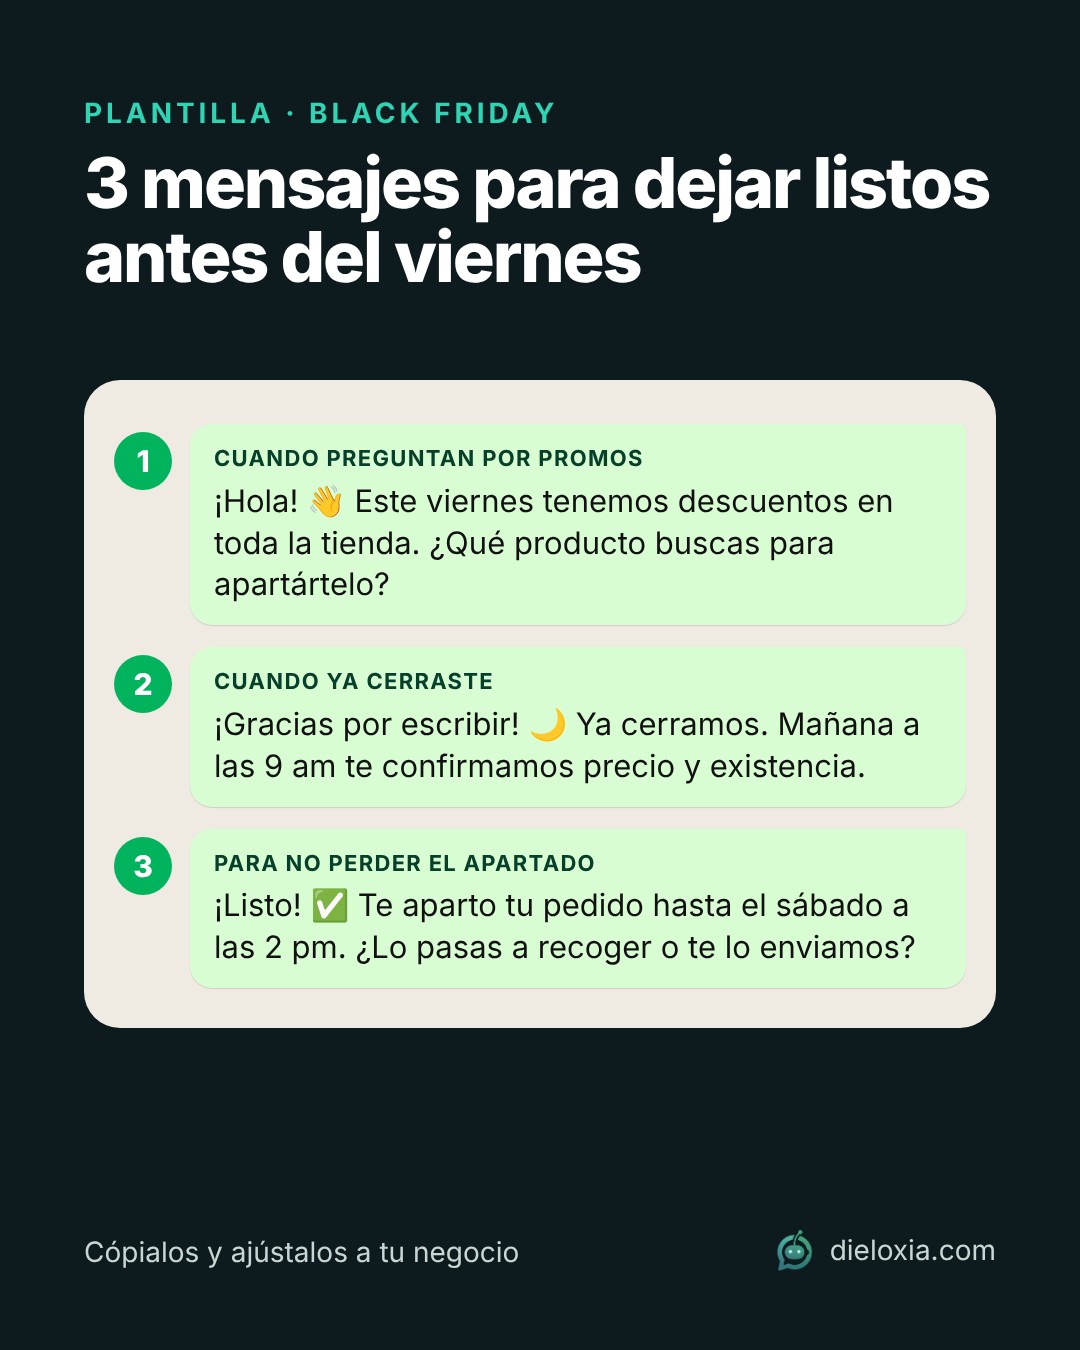 PLANTILLA · BLACK FRIDAY
3 mensajes para dejar listos
antes del viernes
1
CUANDO PREGUNTAN POR PROMOS
¡Hola! 👋 Este viernes tenemos descuentos en
toda la tienda. ¿Qué producto buscas para
apartártelo?
2
CUANDO YA CERRASTE
¡Gracias por escribir! 🌙 Ya cerramos. Mañana a
las 9 am te confirmamos precio y existencia.
3
PARA NO PERDER EL APARTADO
¡Listo! ✅ Te aparto tu pedido hasta el sábado a
las 2 pm. ¿Lo pasas a recoger o te lo enviamos?
Cópialos y ajústalos a tu negocio
dieloxia.com